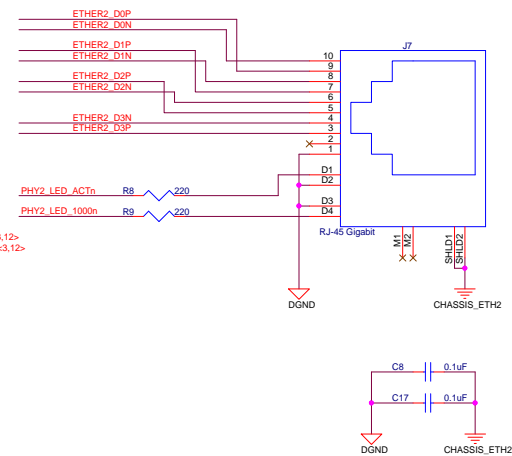 ETHER2_D0P
ETHER2_D0N
J7
ETHER2_D1P
ETHER2_D1N
ETHER2_D2P
ETHER2_D2N
ETHER2_D3N
ETHER2_D3P
10
9
8
7
6
5
4
3
2
1
D1
D2
D3
D4
PHY2_LED_ACTn R8 220
PHY2_LED_1000n R9 220
RJ-45 Gigabit
,12>
<3,12>
M1
M2
SHLD1
SHLD2
DGND
CHASSIS_ETH2
C8 0.1uF
C17 0.1uF
DGND
CHASSIS_ETH2